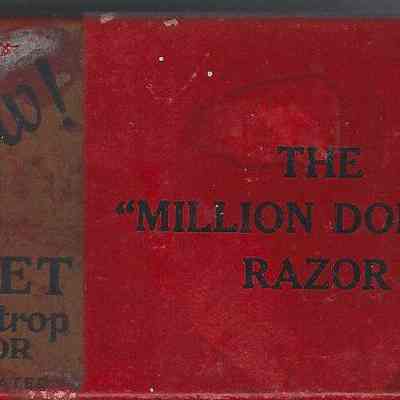 ET
trop
OR
THE
"MILLION DO
RAZOR